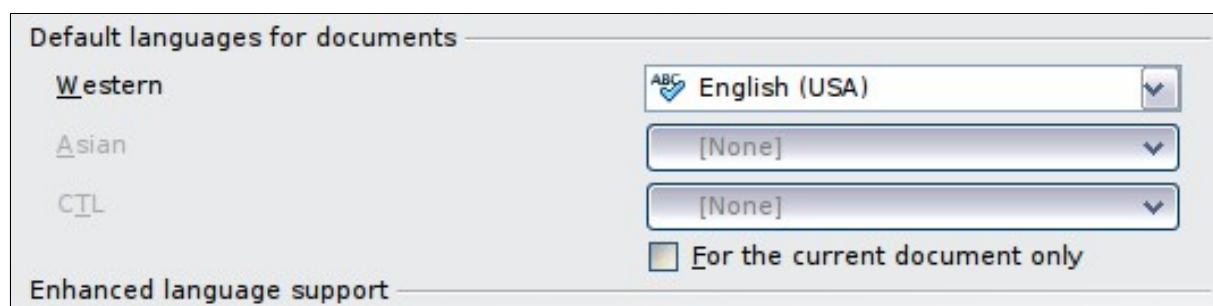 Default languages for documents
Western ABC English (USA)
Asian [None]
CTL [None]
For the current document only
Enhanced language support